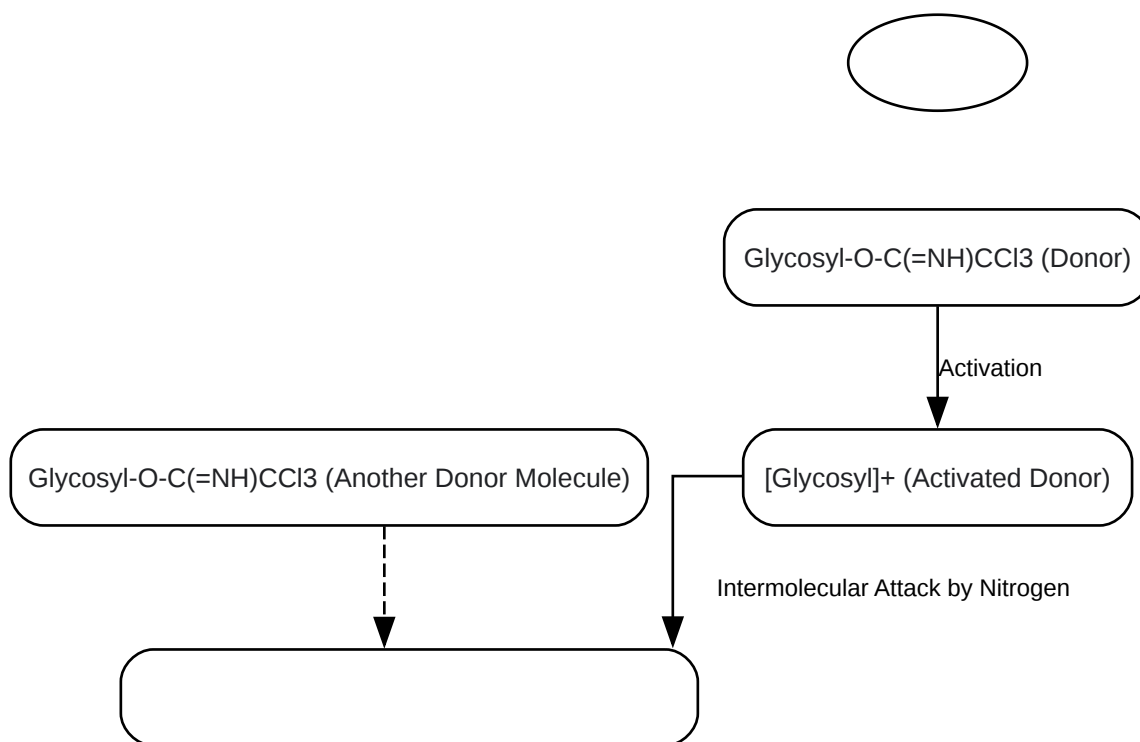 Glycosyl-O-C(=NH)CCl3 (Donor)
Activation
Glycosyl-O-C(=NH)CCl3 (Another Donor Molecule)
[Glycosyl]+ (Activated Donor)
Intermolecular Attack by Nitrogen